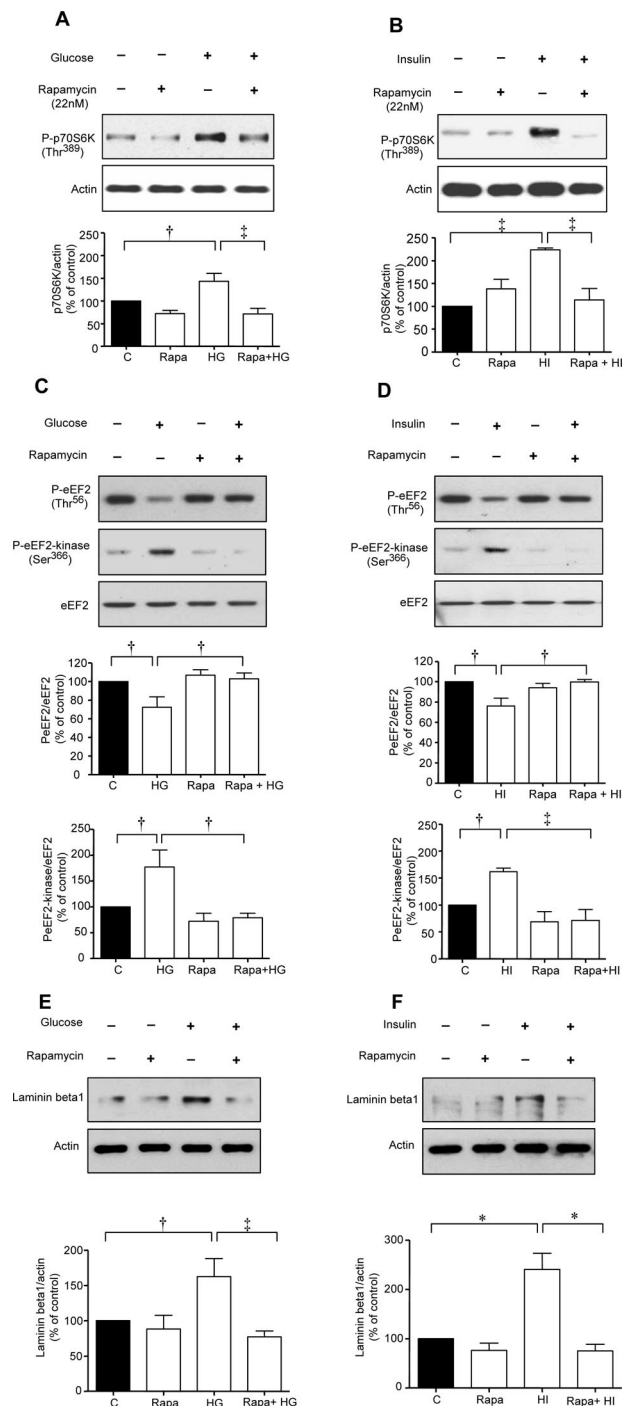 A
Glucose – – + +
Rapamycin – + – +
(22nM)
P-p70S6K
(Thr389)
Actin
† ‡
p70S6K/actin
(% of control)
250
200
150
100
50
0
C Rapa HG Rapa+HG
B
Insulin – – + +
Rapamycin – + – +
(22nM)
P-p70S6K
(Thr389)
Actin
‡ ‡
p70S6K/actin
(% of control)
250
200
150
100
50
0
C Rapa HI Rapa + HI
C
Glucose – + – +
Rapamycin – – + +
P-eEF2
(Thr56)
P-eEF2-kinase
(Ser366)
eEF2
† †
PeEF2/eEF2
(% of control)
120
100
80
60
40
20
0
C HG Rapa Rapa + HG
† †
PeEF2-kinase/eEF2
(% of control)
250
200
150
100
50
0
C HG Rapa Rapa+HG
D
Insulin – + – +
Rapamycin – – + +
P-eEF2
(Thr56)
P-eEF2-kinase
(Ser366)
eEF2
† †
PeEF2/eEF2
(% of control)
120
100
80
60
40
20
0
C HI Rapa Rapa + HI
† ‡
PeEF2-kinase/eEF2
(% of control)
250
200
150
100
50
0
C HI Rapa Rapa+HI
E
Glucose – – + +
Rapamycin – + – +
Laminin beta1
Actin
† ‡
Laminin beta1/actin
(% of control)
200
150
100
50
0
C Rapa HG Rapa+ HG
F
Insulin – – + +
Rapamycin – + – +
Laminin beta1
Actin
* *
Laminin beta1/actin
(% of control)
300
200
100
0
C Rapa HI Rapa+ HI